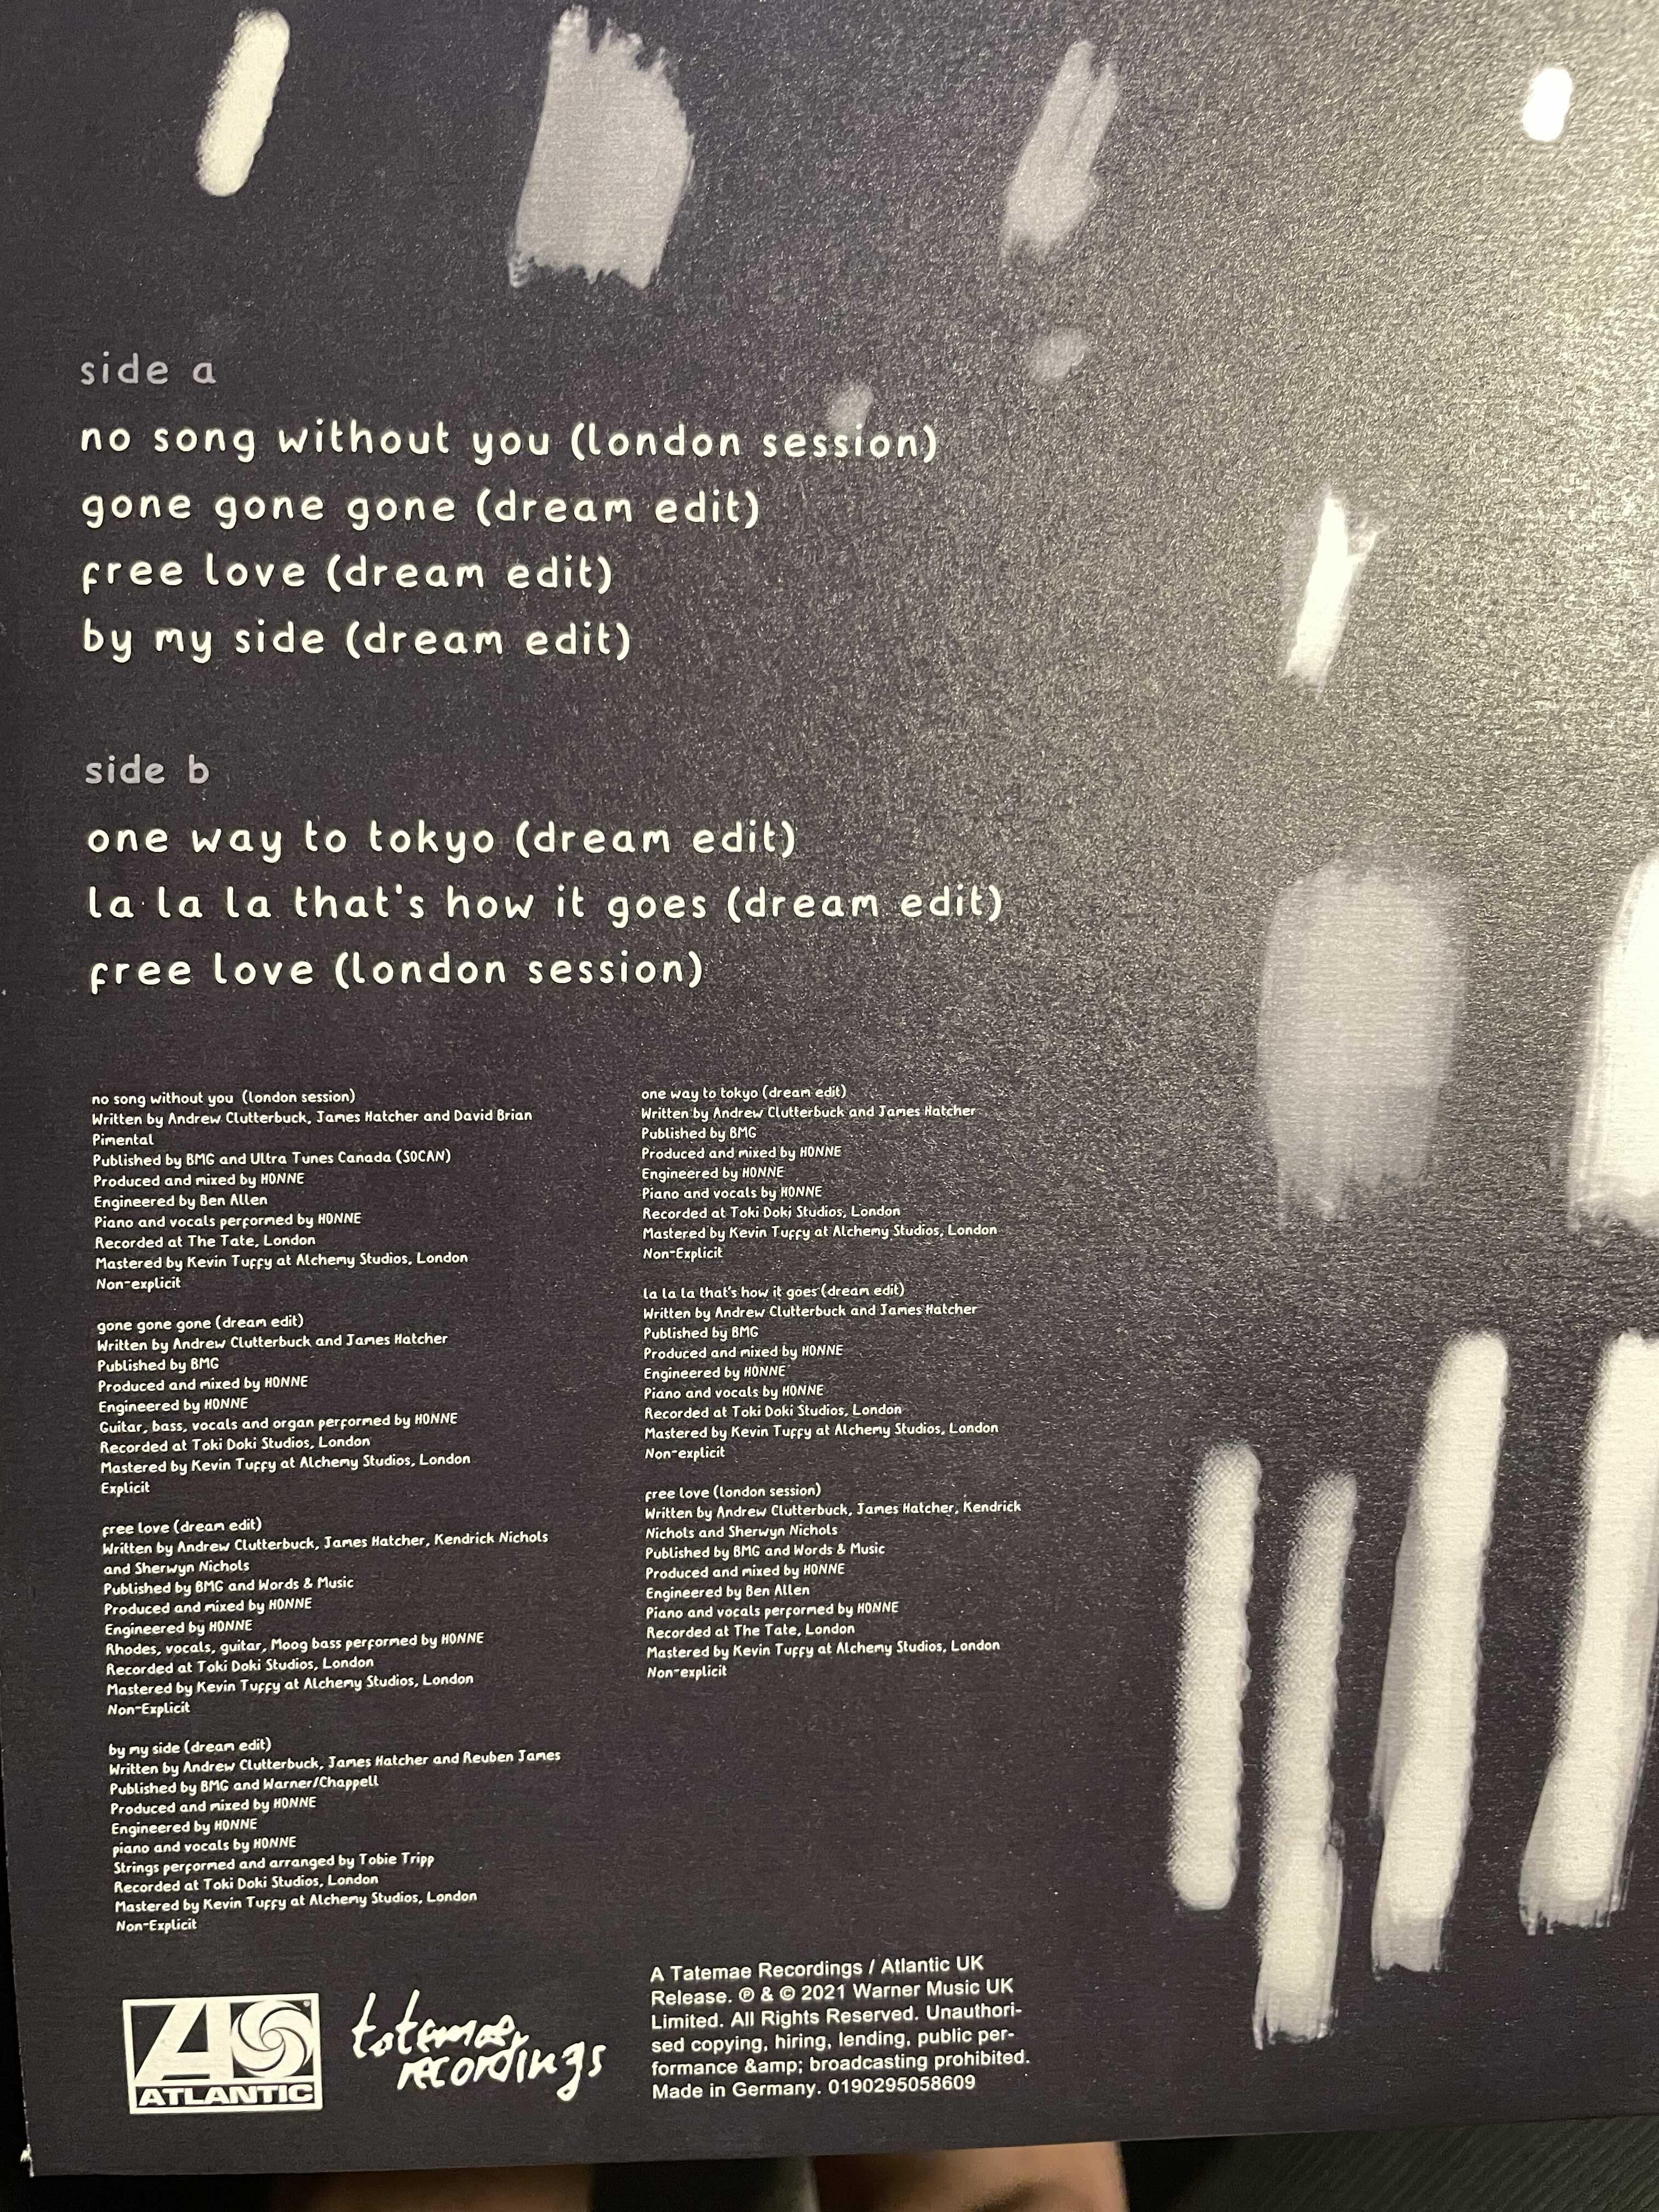 side a
no song without you (london session)
gone gone gone (dream edit)
free love (dream edit)
by my side (dream edit)
side b
one way to tokyo (dream edit)
la la la that's how it goes (dream edit)
free love (london session)
no song without you (london session)
Written by Andrew Clutterbuck, James Hatcher and David Brian
Pimental
Published by BMG and Ultra Tunes Canada (SOCAN)
Produced and mixed by HONNE
Engineered by Ben Allen
Piano and vocals performed by HONNE
Recorded at The Tate, London
Mastered by Kevin Tuffy at Alchemy Studios, London
Non-explicit
gone gone gone (dream edit)
Written by Andrew Clutterbuck and James Hatcher
Published by BMG
Produced and mixed by HONNE
Engineered by HONNE
Guitar, bass, vocals and organ performed by HONNE
Recorded at Toki Doki Studios, London
Mastered by Kevin Tuffy at Alchemy Studios, London
Explicit
free love (dream edit)
Written by Andrew Clutterbuck, James Hatcher, Kendrick Nichols
and Sherwyn Nichols
Published by BMG and Words & Music
Produced and mixed by HONNE
Engineered by HONNE
Rhodes, vocals, guitar, Moog bass performed by HONNE
Recorded at Toki Doki Studios, London
Mastered by Kevin Tuffy at Alchemy Studios, London
Non-Explicit
by my side (dream edit)
Written by Andrew Clutterbuck, James Hatcher and Reuben James
Published by BMG and Warner/Chappell
Produced and mixed by HONNE
Engineered by HONNE
piano and vocals by HONNE
Strings performed and arranged by Tobie Tripp
Recorded at Toki Doki Studios, London
Mastered by Kevin Tuffy at Alchemy Studios, London
Non-Explicit
one way to tokyo (dream edit)
Written by Andrew Clutterbuck and James Hatcher
Published by BMG
Produced and mixed by HONNE
Engineered by HONNE
Piano and vocals by HONNE
Recorded at Toki Doki Studios, London
Mastered by Kevin Tuffy at Alchemy Studios, London
Non-Explicit
la la la that's how it goes (dream edit)
Written by Andrew Clutterbuck and James Hatcher
Published by BMG
Produced and mixed by HONNE
Engineered by HONNE
Piano and vocals by HONNE
Recorded at Toki Doki Studios, London
Mastered by Kevin Tuffy at Alchemy Studios, London
Non-explicit
free love (london session)
Written by Andrew Clutterbuck, James Hatcher, Kendrick
Nichols and Sherwyn Nichols
Published by BMG and Words & Music
Produced and mixed by HONNE
Engineered by Ben Allen
Piano and vocals performed by HONNE
Recorded at The Tate, London
Mastered by Kevin Tuffy at Alchemy Studios, London
Non-explicit
A
ATLANTIC
tatemae
recordings
A Tatemae Recordings / Atlantic UK
Release. ℗ & © 2021 Warner Music UK
Limited. All Rights Reserved. Unauthori-
sed copying, hiring, lending, public per-
formance &amp; broadcasting prohibited.
Made in Germany. 0190295058609